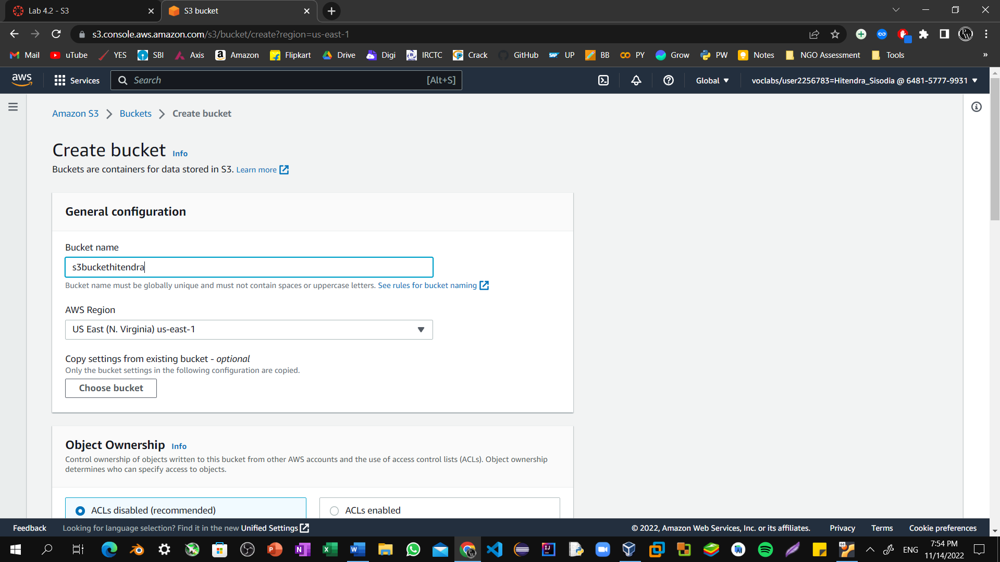 Lab 4.2 - S3
S3 bucket
s3.console.aws.amazon.com/s3/bucket/create?region=us-east-1
Mail uTube YES SBI Axis Amazon Flipkart Drive Digi IRCTC Crack GitHub UP BB PY Grow PW Notes NGO Assessment Tools »
aws Services Search [Alt+S] Global voclabs/user2256783=Hitendra_Sisodia @ 6481-5777-9931
Amazon S3 Buckets Create bucket
Create bucket Info
Buckets are containers for data stored in S3. Learn more
General configuration
Bucket name
s3buckethitendra
Bucket name must be globally unique and must not contain spaces or uppercase letters. See rules for bucket naming
AWS Region
US East (N. Virginia) us-east-1
Copy settings from existing bucket - optional
Only the bucket settings in the following configuration are copied.
Choose bucket
Object Ownership Info
Control ownership of objects written to this bucket from other AWS accounts and the use of access control lists (ACLs). Object ownership
determines who can specify access to objects.
ACLs disabled (recommended)
ACLs enabled
Feedback Looking for language selection? Find it in the new Unified Settings © 2022, Amazon Web Services, Inc. or its affiliates. Privacy Terms Cookie preferences
ENG
7:54 PM
11/14/2022